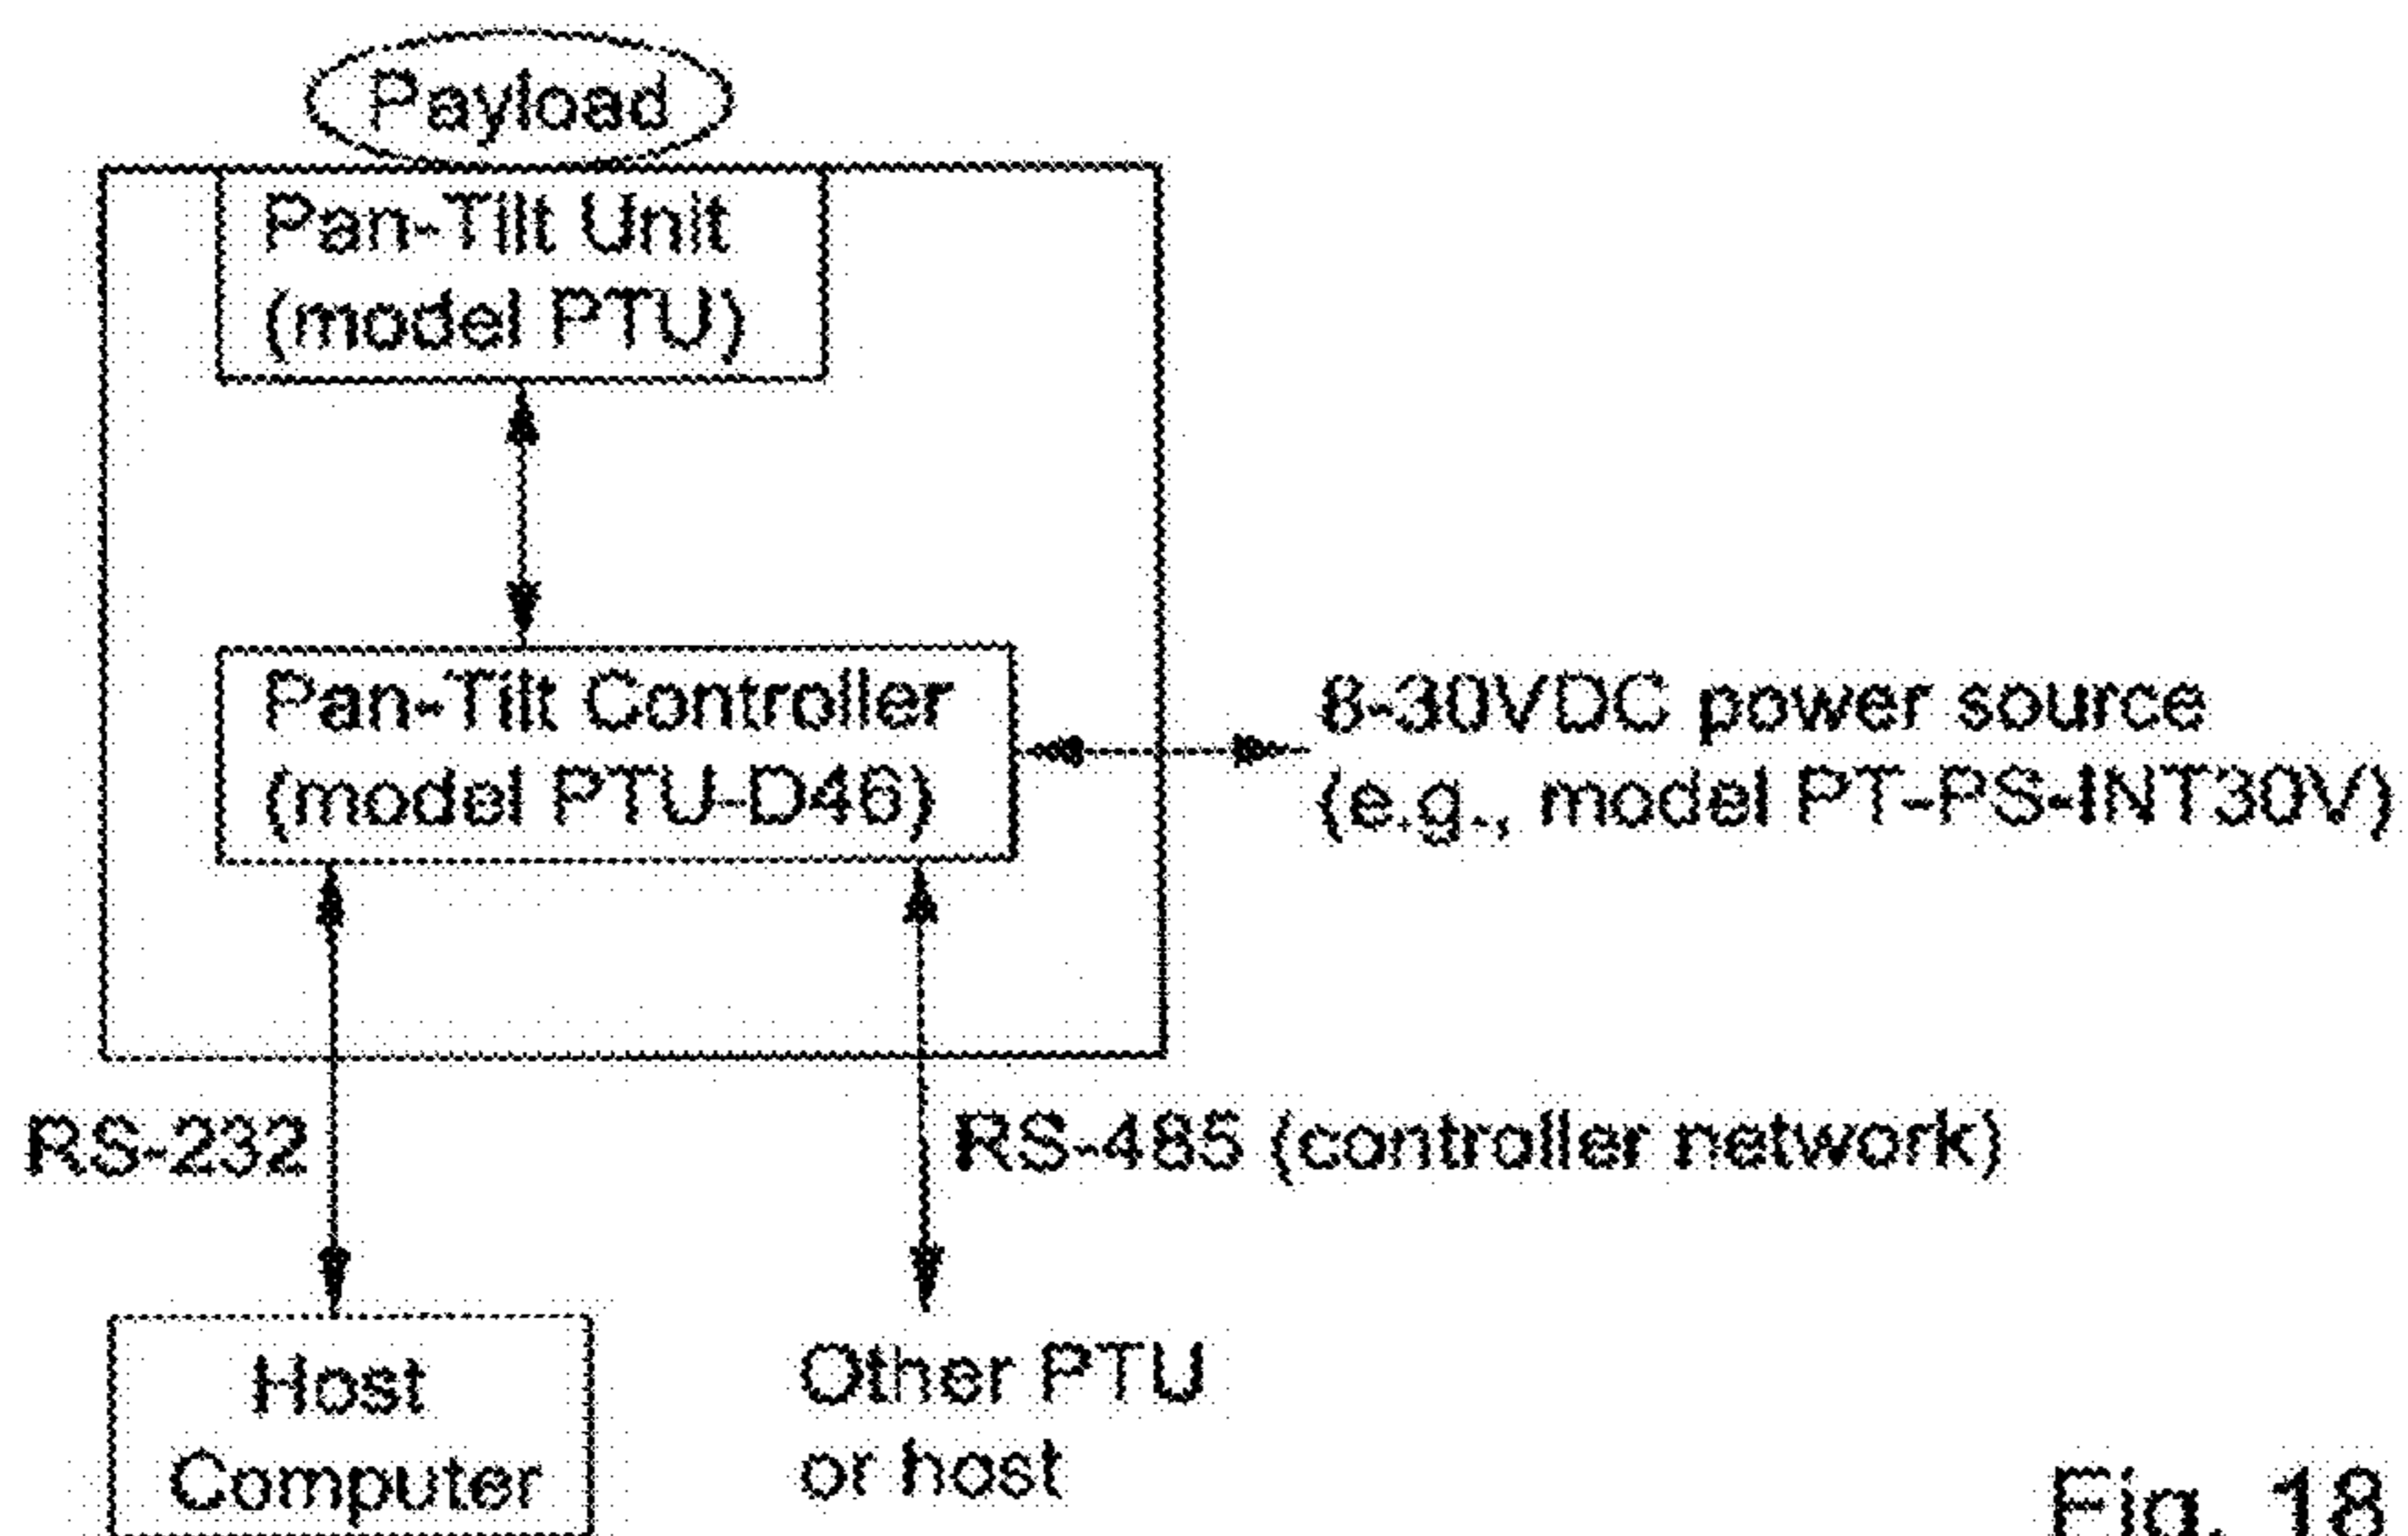 Payload
Pan-Tilt Unit
(model PTU)
Pan-Tilt Controller
(model PTU-D46)
8-30VDC power source
(e.g., model PT-PS-INT30V)
RS-232
RS-485 (controller network)
Host
Computer
Other PTU
or host
Fig. 18